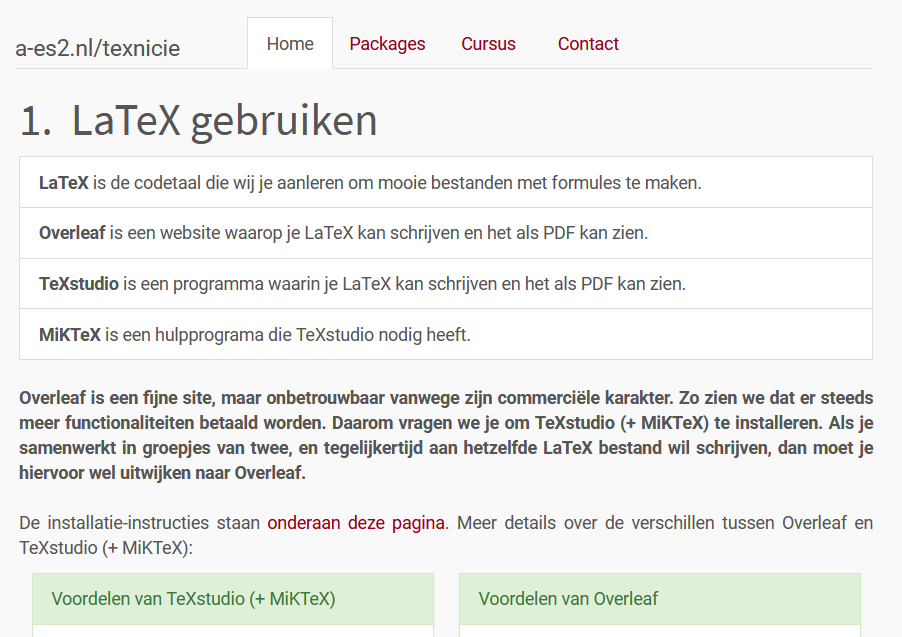 a-es2.nl/texnicie
Home Packages Cursus Contact
1. LaTeX gebruiken
LaTeX is de codetaal die wij je aanleren om mooie bestanden met formules te maken.
Overleaf is een website waarop je LaTeX kan schrijven en het als PDF kan zien.
TeXstudio is een programma waarin je LaTeX kan schrijven en het als PDF kan zien.
MiKTeX is een hulpprograma die TeXstudio nodig heeft.
Overleaf is een fijne site, maar onbetrouwbaar vanwege zijn commerciële karakter. Zo zien we dat er steeds
meer functionaliteiten betaald worden. Daarom vragen we je om TeXstudio (+ MiKTeX) te installeren. Als je
samenwerkt in groepjes van twee, en tegelijkertijd aan hetzelfde LaTeX bestand wil schrijven, dan moet je
hiervoor wel uitwijken naar Overleaf.
De installatie-instructies staan onderaan deze pagina. Meer details over de verschillen tussen Overleaf en
TeXstudio (+ MiKTeX):
Voordelen van TeXstudio (+ MiKTeX)
Voordelen van Overleaf